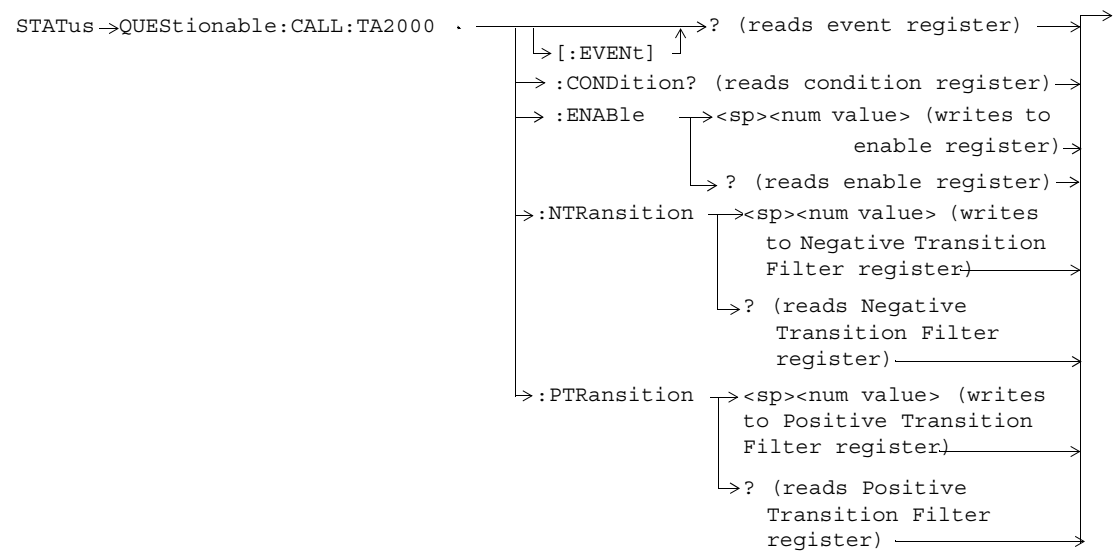 STATus QUEStionable:CALL:TA2000 . ? (reads event register)
[:EVENt]
:CONDition? (reads condition register)
:ENABle <sp><num value> (writes to
enable register)
? (reads enable register)
:NTRansition <sp><num value> (writes
to Negative Transition
Filter register)
? (reads Negative
Transition Filter
register)
:PTRansition <sp><num value> (writes
to Positive Transition
Filter register)
? (reads Positive
Transition Filter
register)